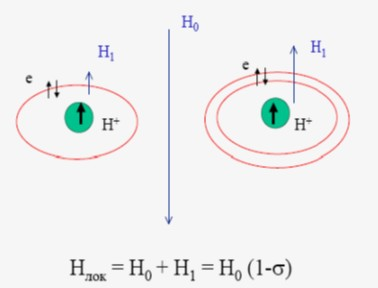 H₀
H₁
e
H⁺
H₁
e
H⁺
Hлок = H₀ + H₁ = H₀ (1-σ)